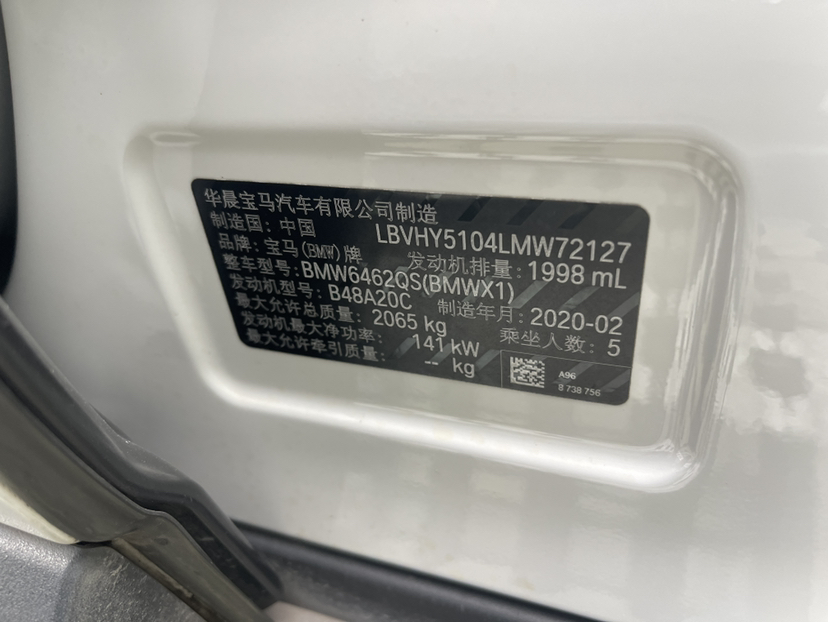 华晨宝马汽车有限公司制造
制造国: 中国 LBVHY5104LMW72127
品牌: 宝马(BMW)牌 发动机排量: 1998 mL
整车型号: BMW6462QS(BMWX1)
发动机型号: B48A20C 制造年月: 2020-02
最大允许总质量: 2065 kg 乘坐人数: 5
发动机最大净功率: 141 kW
最大允许牵引质量: -- kg
A96
8 738 756